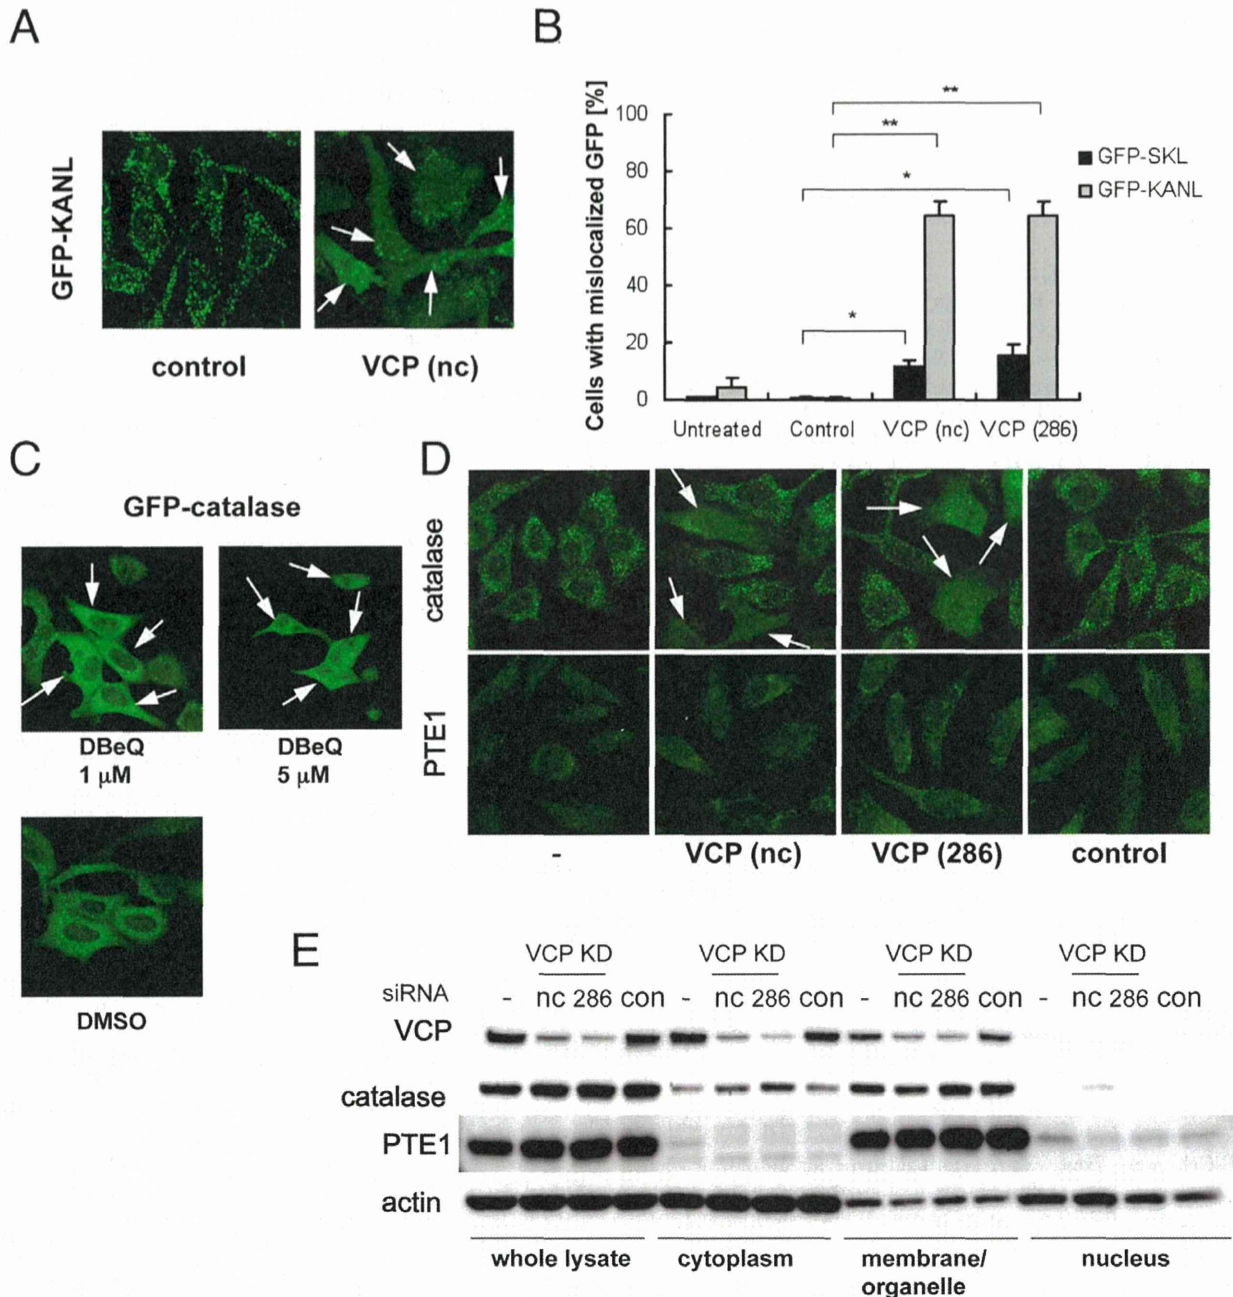 A
GFP-KANL
control
VCP (nc)
B
Cells with mislocalized GFP [%]
100
80
60
40
20
0
**
**
*
*
GFP-SKL
GFP-KANL
Untreated
Control
VCP (nc)
VCP (286)
C
GFP-catalase
DBeQ
1 μM
DBeQ
5 μM
DMSO
D
catalase
PTE1
-
VCP (nc)
VCP (286)
control
E
VCP KD
VCP KD
VCP KD
VCP KD
siRNA
- nc 286 con - nc 286 con - nc 286 con - nc 286 con
VCP
catalase
PTE1
actin
whole lysate
cytoplasm
membrane/
organelle
nucleus